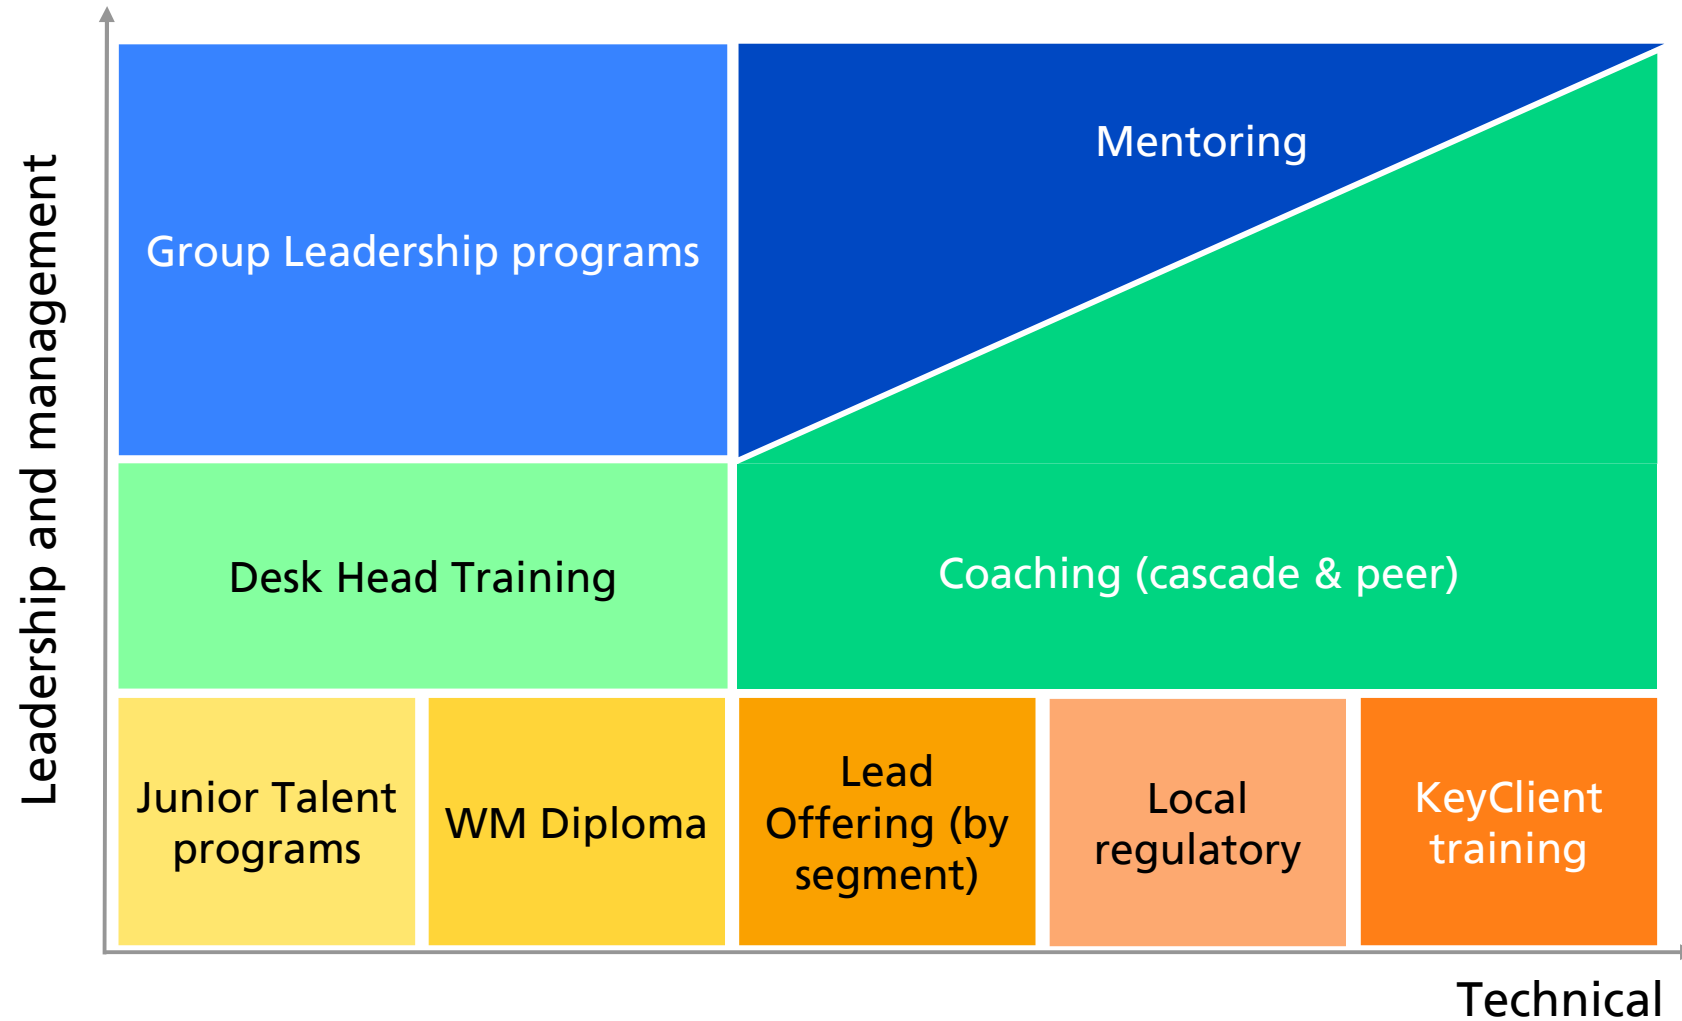 Leadership and management
Group Leadership programs
Mentoring
Desk Head Training
Coaching (cascade & peer)
Junior Talent
programs
WM Diploma
Lead
Offering (by
segment)
Local
regulatory
KeyClient
training
Technical